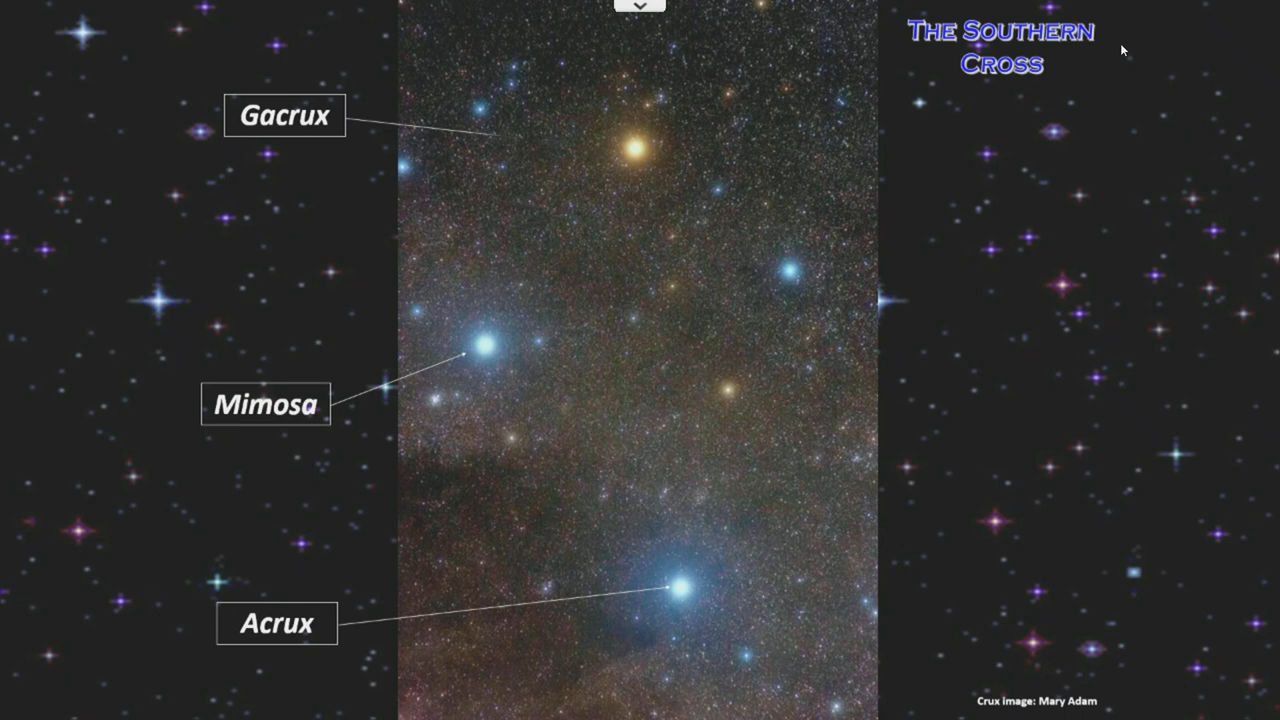 The Southern
Cross
Gacrux
Mimosa
Acrux
Crux image: Mary Adam